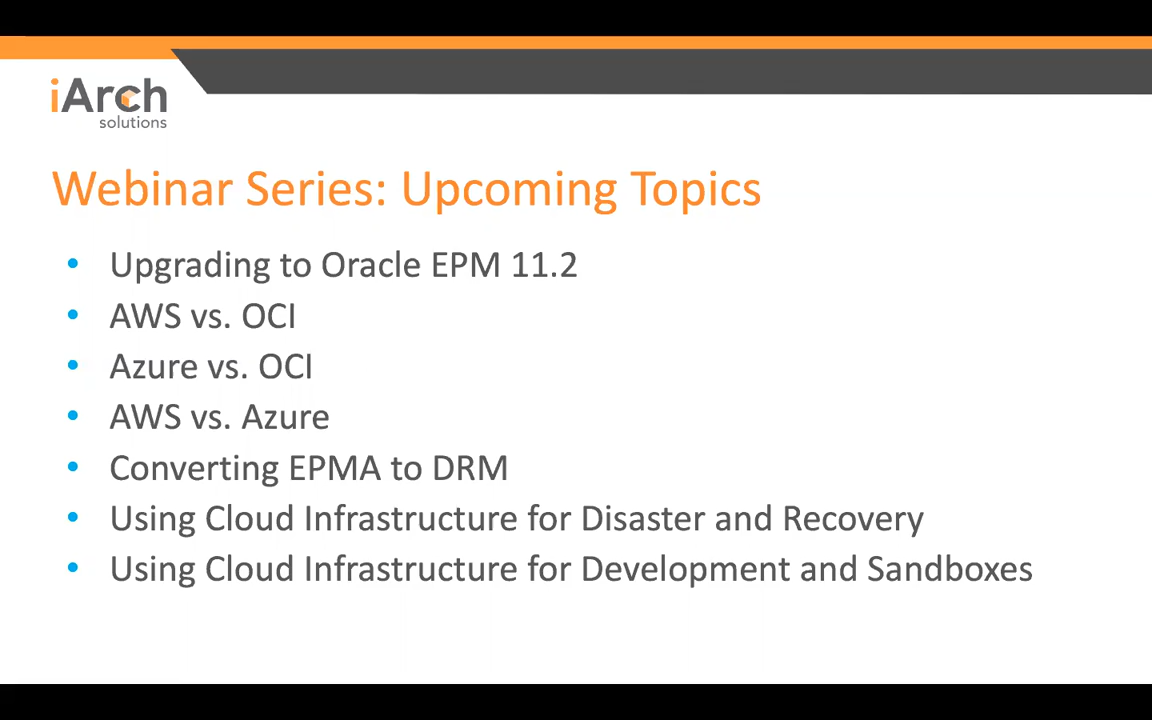 iArch
solutions
Webinar Series: Upcoming Topics
• Upgrading to Oracle EPM 11.2
• AWS vs. OCI
• Azure vs. OCI
• AWS vs. Azure
• Converting EPMA to DRM
• Using Cloud Infrastructure for Disaster and Recovery
• Using Cloud Infrastructure for Development and Sandboxes